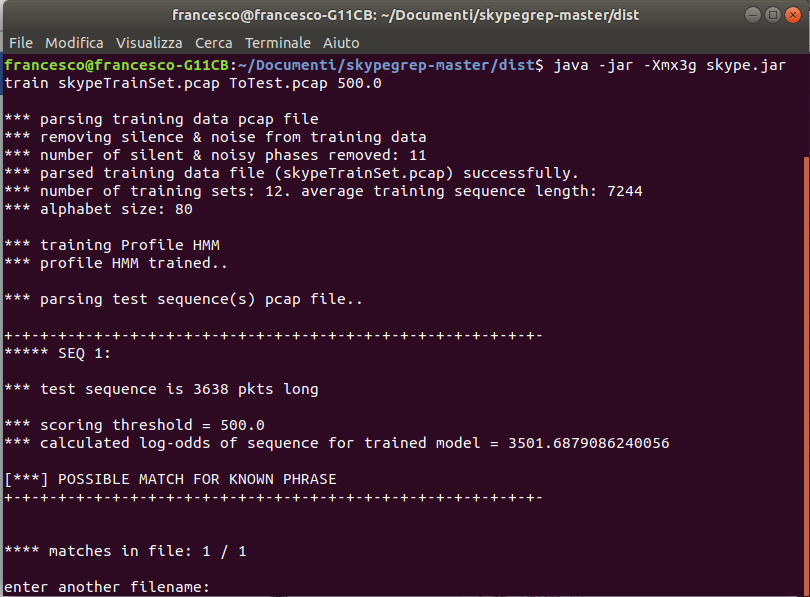 francesco@francesco-G11CB: ~/Documenti/skypegrep-master/dist
File Modifica Visualizza Cerca Terminale Aiuto
francesco@francesco-G11CB:~/Documenti/skypegrep-master/dist$ java -jar -Xmx3g skype.jar
train skypeTrainSet.pcap ToTest.pcap 500.0
*** parsing training data pcap file
*** removing silence & noise from training data
*** number of silent & noisy phases removed: 11
*** parsed training data file (skypeTrainSet.pcap) successfully.
*** number of training sets: 12. average training sequence length: 7244
*** alphabet size: 80
*** training Profile HMM
*** profile HMM trained..
*** parsing test sequence(s) pcap file..
+-+-+-+-+-+-+-+-+-+-+-+-+-+-+-+-+-+-+-+-+-+-+-+-+-+-+-+-+-+-
***** SEQ 1:
*** test sequence is 3638 pkts long
*** scoring threshold = 500.0
*** calculated log-odds of sequence for trained model = 3501.6879086240056
[***] POSSIBLE MATCH FOR KNOWN PHRASE
+-+-+-+-+-+-+-+-+-+-+-+-+-+-+-+-+-+-+-+-+-+-+-+-+-+-+-+-+-+-
**** matches in file: 1 / 1
enter another filename: